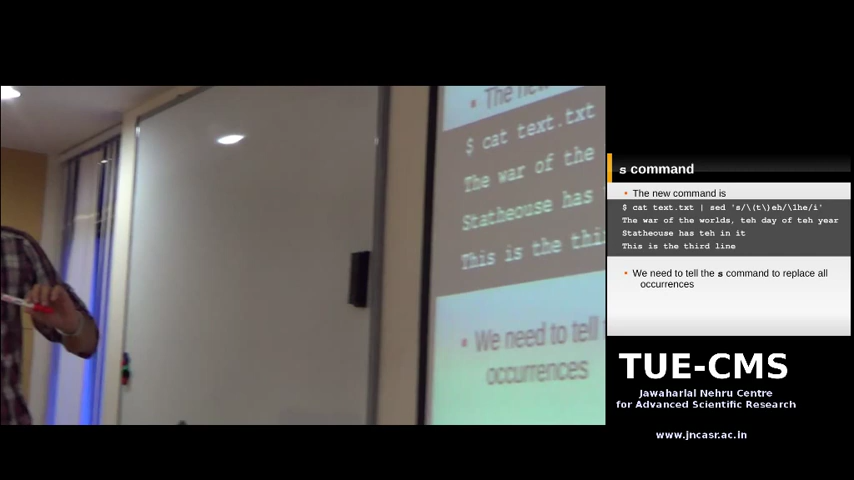 The new
$ cat text.txt
The war of the
Statheouse has
This is the thi
We need to tell
occurrences
s command
The new command is
$ cat text.txt | sed 's/\(t\)eh/\1he/i'
The war of the worlds, teh day of teh year
Statheouse has teh in it
This is the third line
We need to tell the s command to replace all
occurrences
TUE-CMS
Jawaharlal Nehru Centre
for Advanced Scientific Research
www.jncasr.ac.in